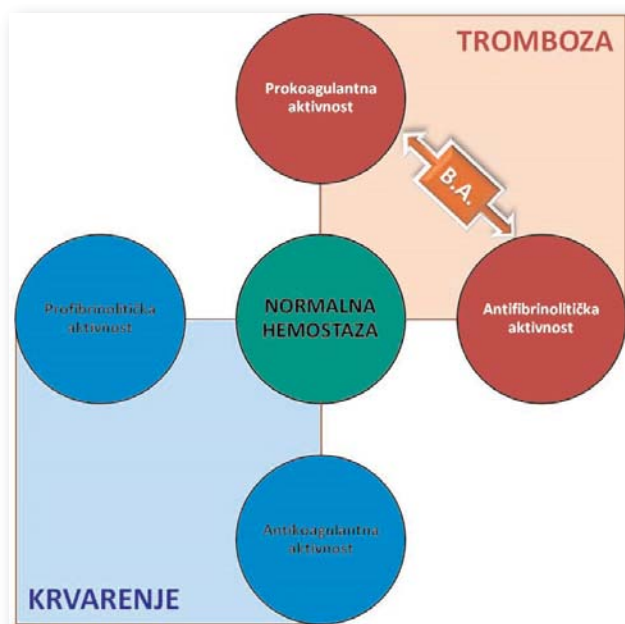 TROMBOZA
Prokoagulantna
aktivnost
B.A.
Profibrinolitička
aktivnost
NORMALNA
HEMOSTAZA
Antifibrinolitička
aktivnost
Antikoagulantna
aktivnost
KRVARENJE